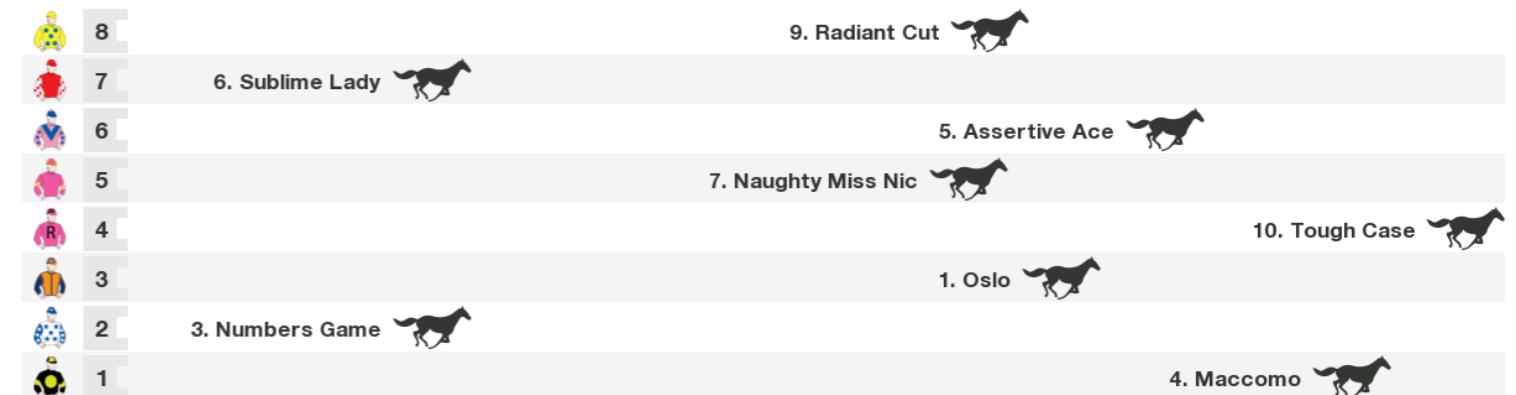 8 9. Radiant Cut
7 6. Sublime Lady
6 5. Assertive Ace
5 7. Naughty Miss Nic
R 4 10. Tough Case
3 1. Oslo
2 3. Numbers Game
1 4. Maccomo